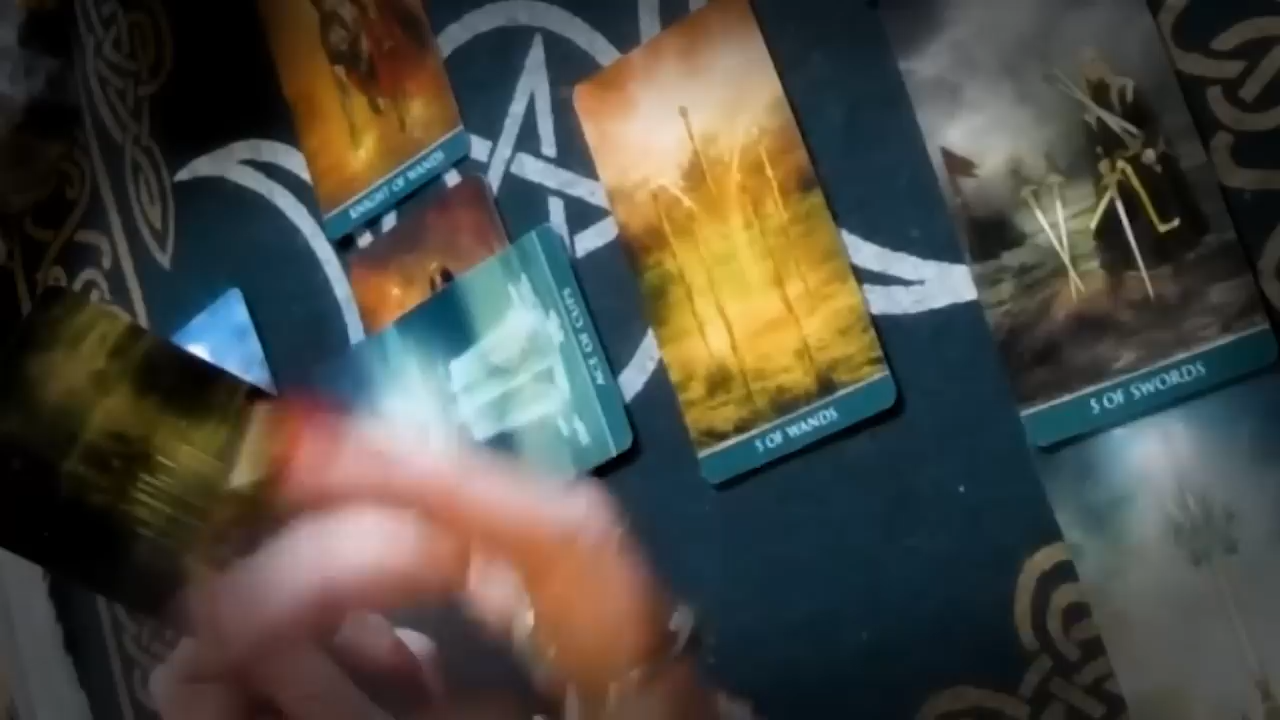 KNIGHT OF WANDS
ACE OF CUPS
5 OF WANDS
5 OF SWORDS